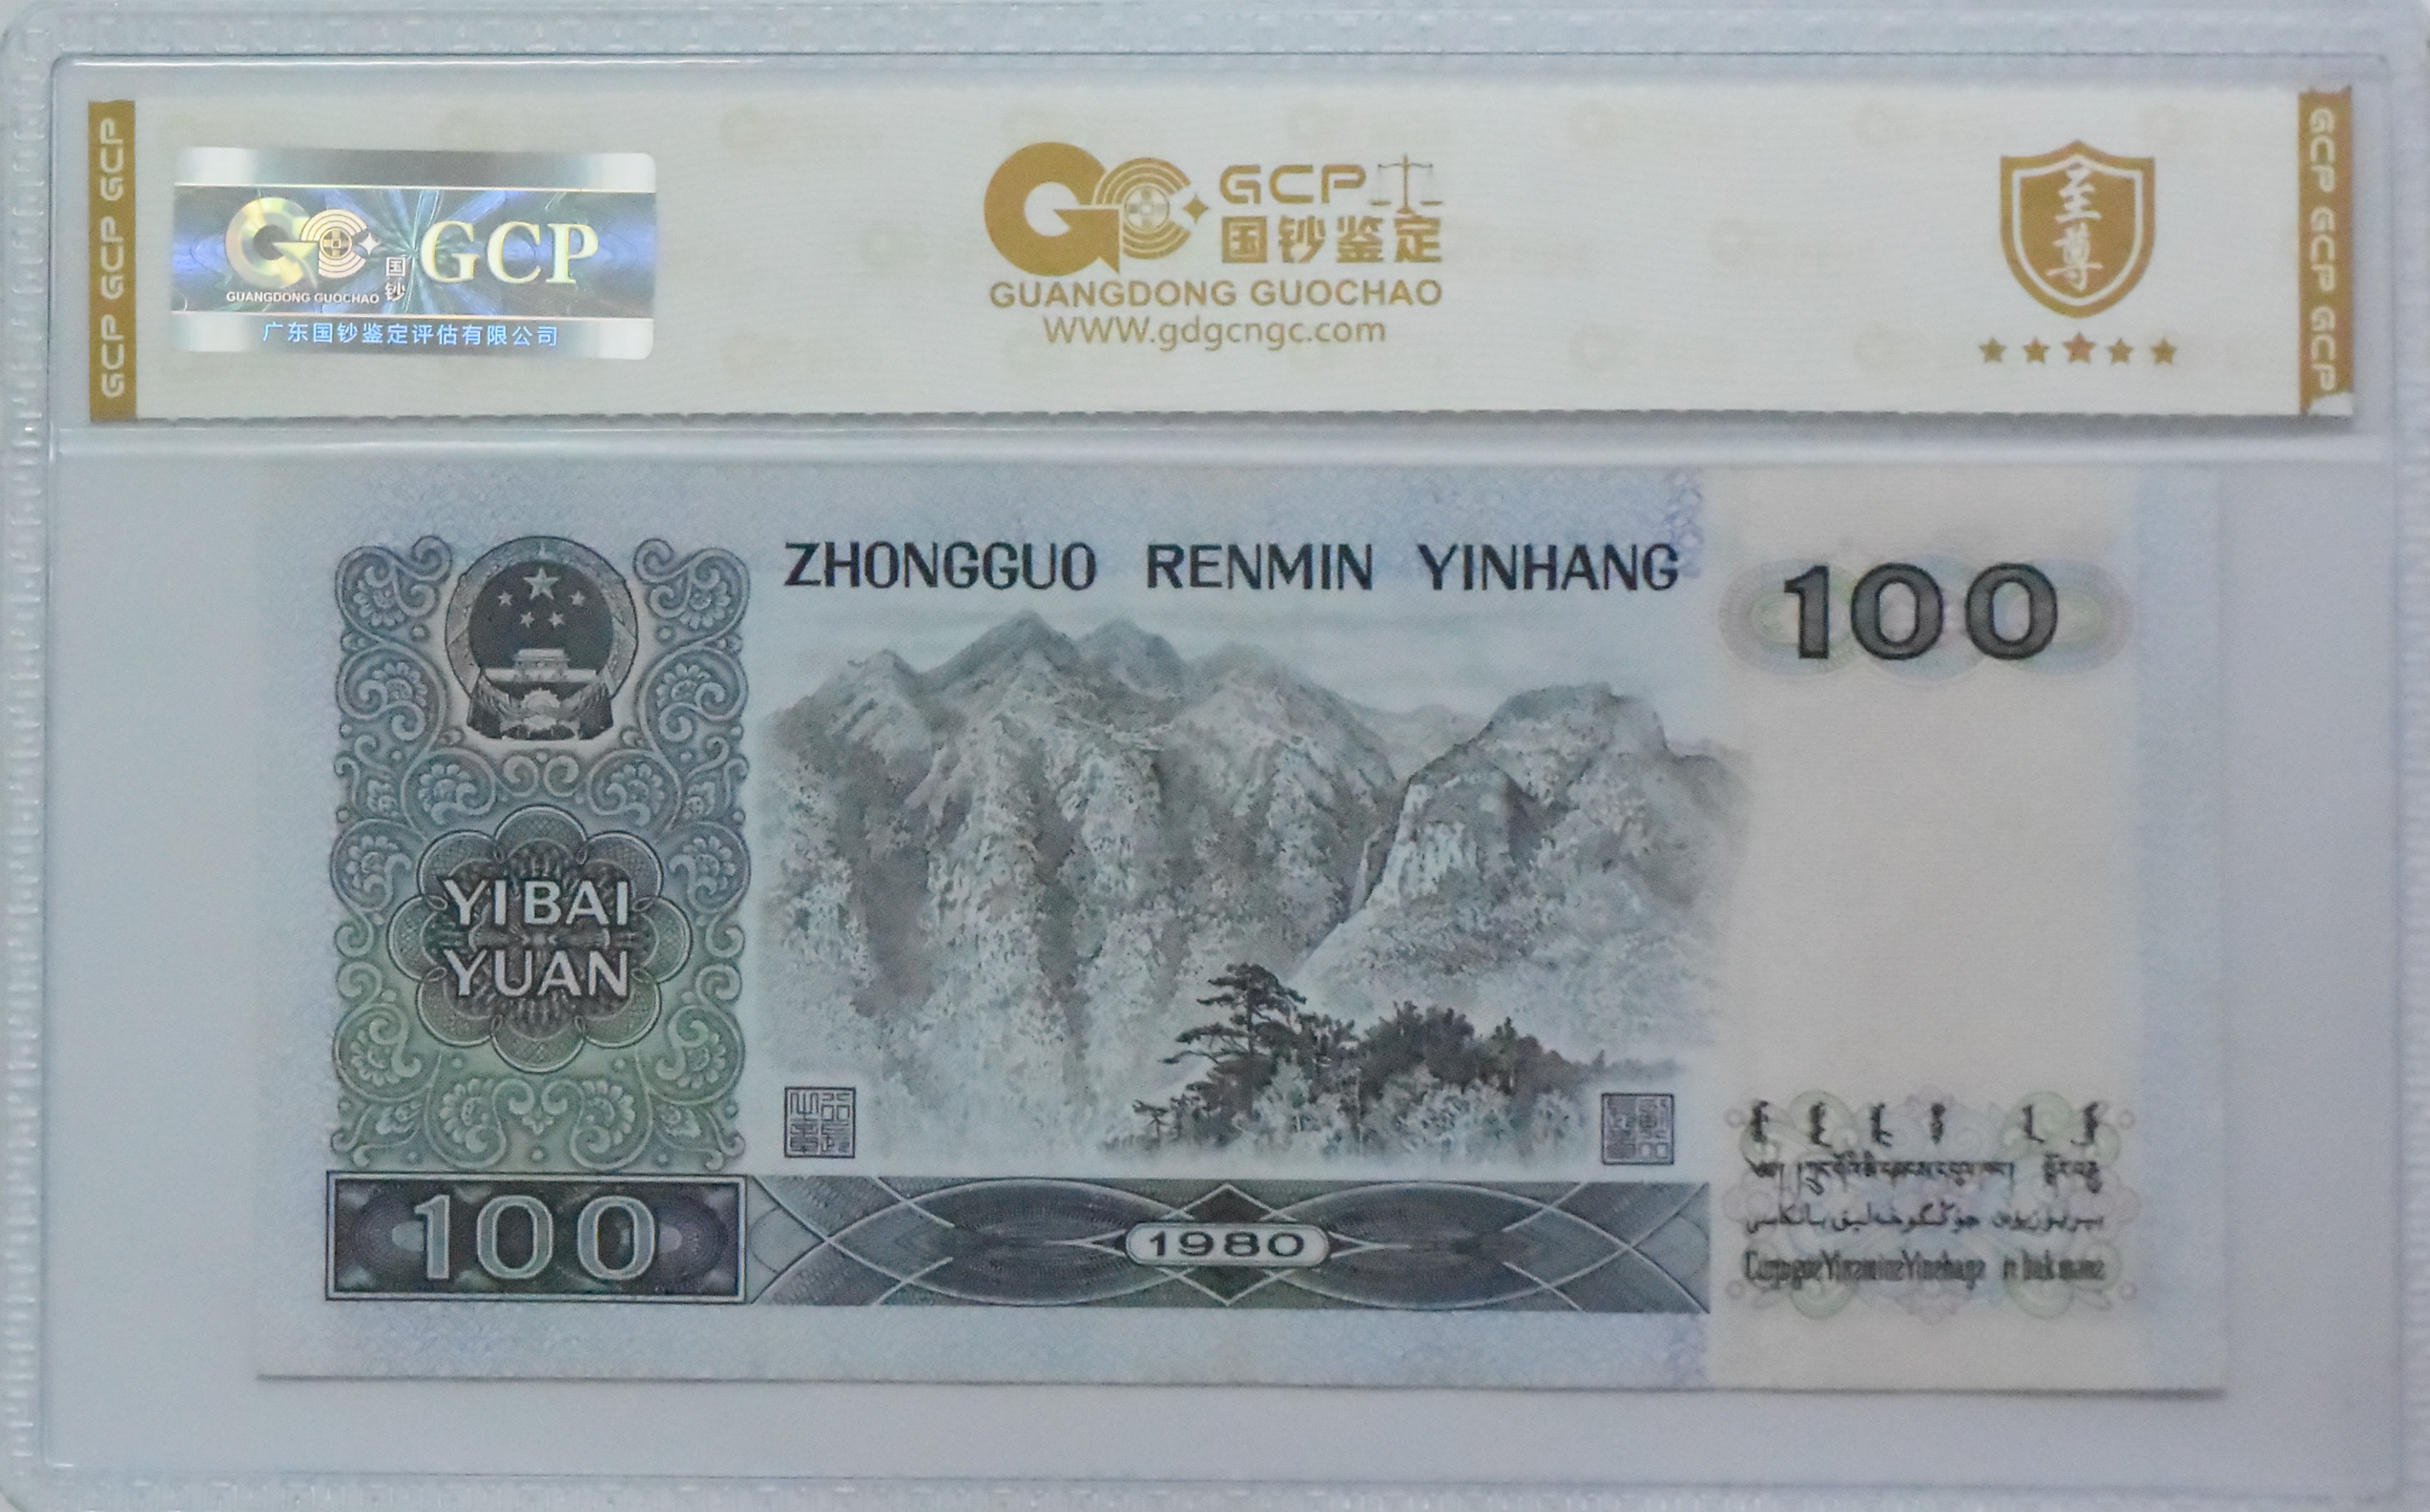 GCP GCP GCP
GCP
国钞
GUANGDONG GUOCHAO
广东国钞鉴定评估有限公司
GCP
国钞鉴定
GUANGDONG GUOCHAO
WWW.gdgcngc.com
至尊
GCP GCP GCP
ZHONGGUO RENMIN YINHANG
100
YI BAI
YUAN
100
1980